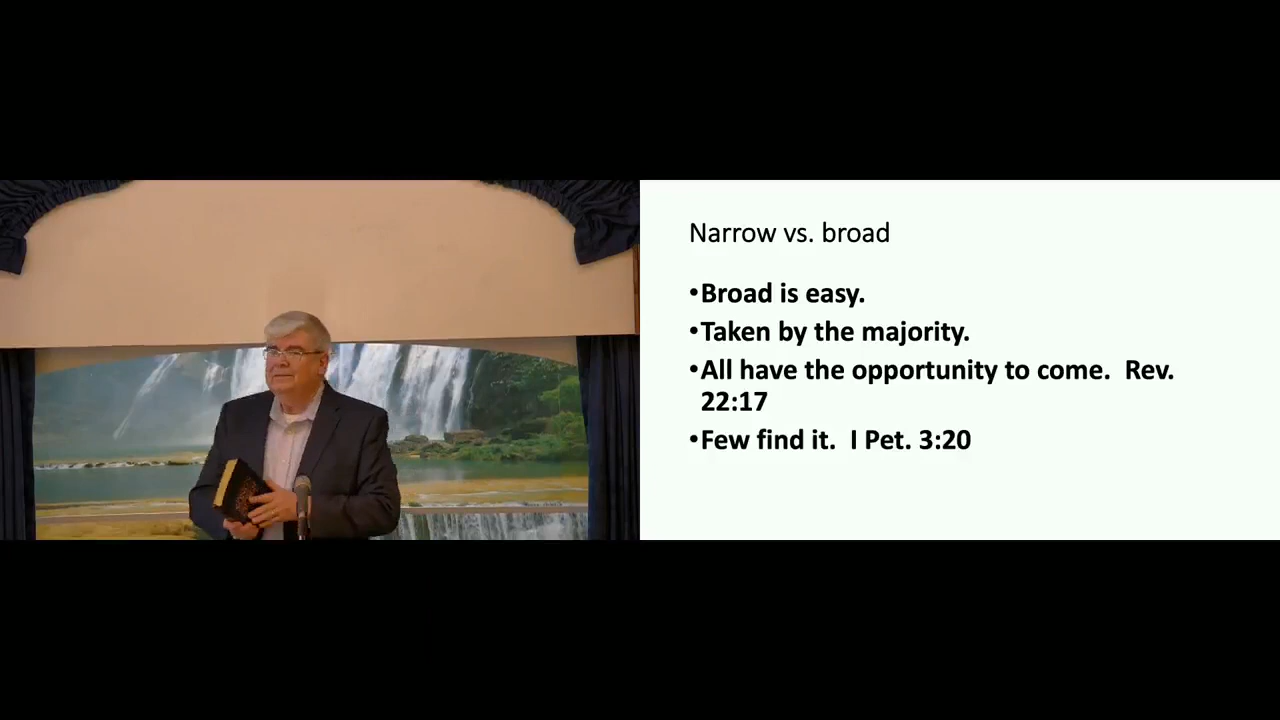 Narrow vs. broad
•Broad is easy.
•Taken by the majority.
•All have the opportunity to come.  Rev.
22:17
•Few find it.  I Pet. 3:20